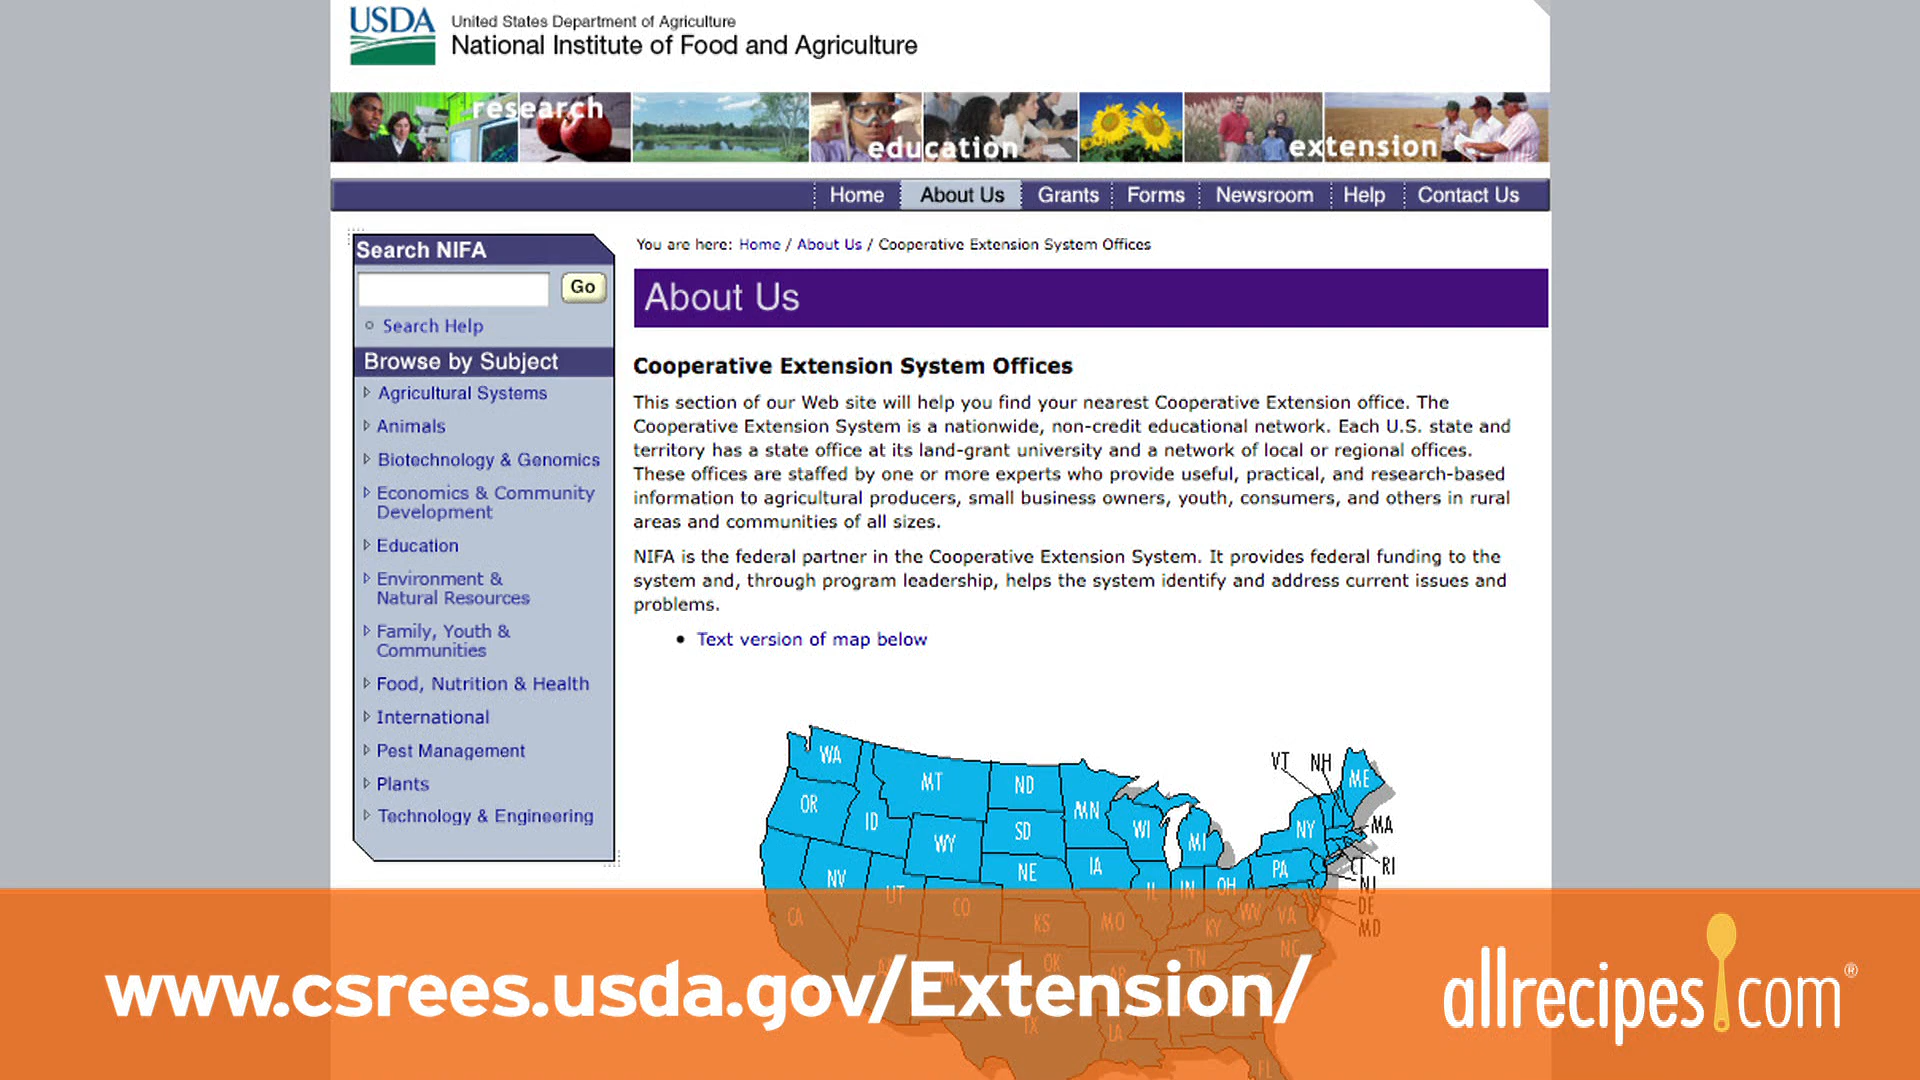 USDA
United States Department of Agriculture
National Institute of Food and Agriculture
research
education
extension
Home
About Us
Grants
Forms
Newsroom
Help
Contact Us
Search NIFA
Go
Search Help
Browse by Subject
Agricultural Systems
Animals
Biotechnology & Genomics
Economics & Community
Development
Education
Environment &
Natural Resources
Family, Youth &
Communities
Food, Nutrition & Health
International
Pest Management
Plants
Technology & Engineering
You are here: Home / About Us / Cooperative Extension System Offices
About Us
Cooperative Extension System Offices
This section of our Web site will help you find your nearest Cooperative Extension office. The
Cooperative Extension System is a nationwide, non-credit educational network. Each U.S. state and
territory has a state office at its land-grant university and a network of local or regional offices.
These offices are staffed by one or more experts who provide useful, practical, and research-based
information to agricultural producers, small business owners, youth, consumers, and others in rural
areas and communities of all sizes.
NIFA is the federal partner in the Cooperative Extension System. It provides federal funding to the
system and, through program leadership, helps the system identify and address current issues and
problems.
• Text version of map below
WA
MT
ND
VT
NH
ME
OR
ID
MN
SD
WY
WI
MI
NY
MA
NE
IA
PA
CT
RI
NV
UT
IL
IN
OH
NJ
CO
DE
CA
KS
MO
KY
WV
VA
MD
TN
NC
OK
AR
TX
LA
FL
www.csrees.usda.gov/Extension/
allrecipes.com®